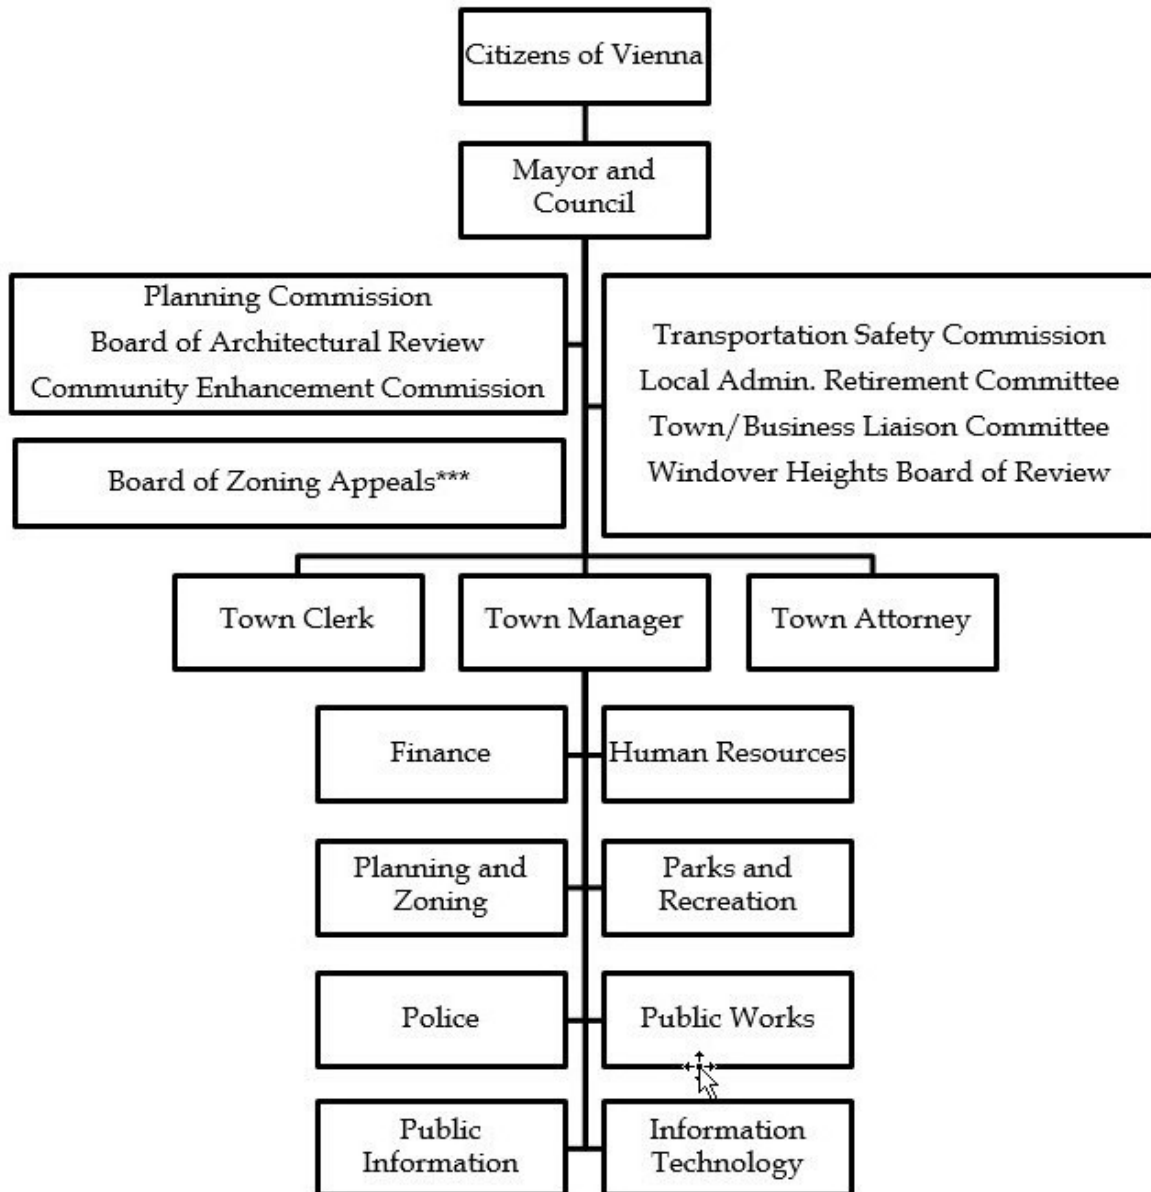 Citizens of Vienna
Mayor and
Council
Planning Commission
Board of Architectural Review
Community Enhancement Commission
Board of Zoning Appeals***
Transportation Safety Commission
Local Admin. Retirement Committee
Town/Business Liaison Committee
Windover Heights Board of Review
Town Clerk
Town Manager
Town Attorney
Finance
Human Resources
Planning and
Zoning
Parks and
Recreation
Police
Public Works
Public
Information
Information
Technology